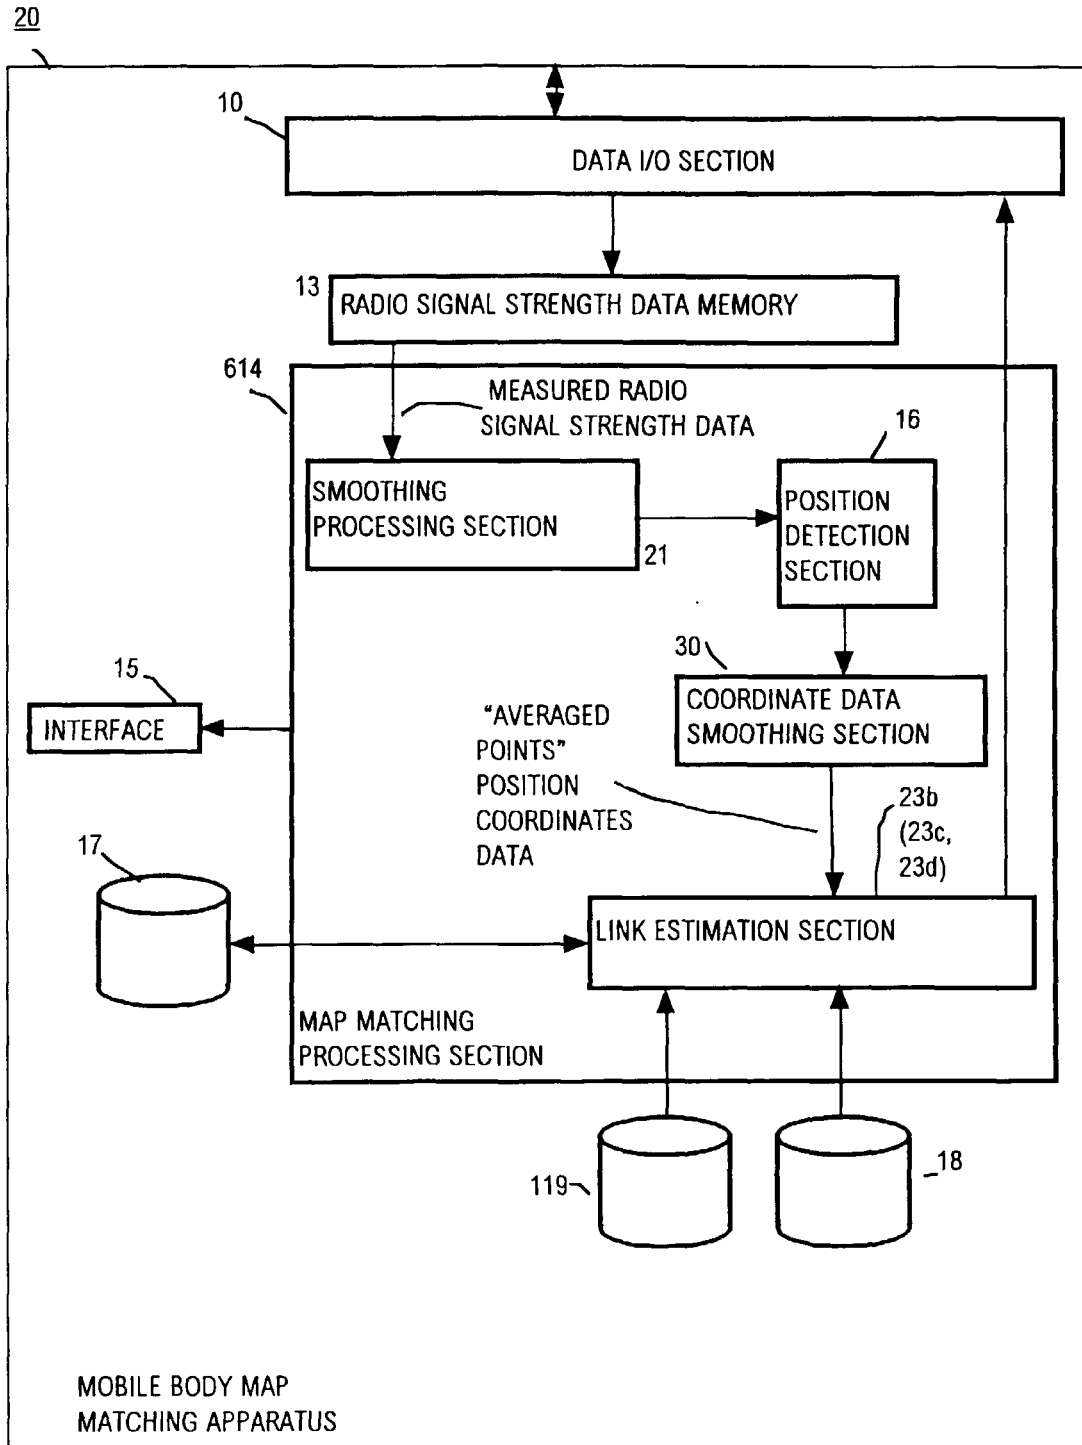 20
10
DATA I/O SECTION
13
RADIO SIGNAL STRENGTH DATA MEMORY
614
MEASURED RADIO
SIGNAL STRENGTH DATA
16
SMOOTHING
PROCESSING SECTION
21
POSITION
DETECTION
SECTION
30
COORDINATE DATA
SMOOTHING SECTION
15
INTERFACE
"AVERAGED
POINTS"
POSITION
COORDINATES
DATA
23b
(23c,
23d)
17
LINK ESTIMATION SECTION
MAP MATCHING
PROCESSING SECTION
119
18
MOBILE BODY MAP
MATCHING APPARATUS